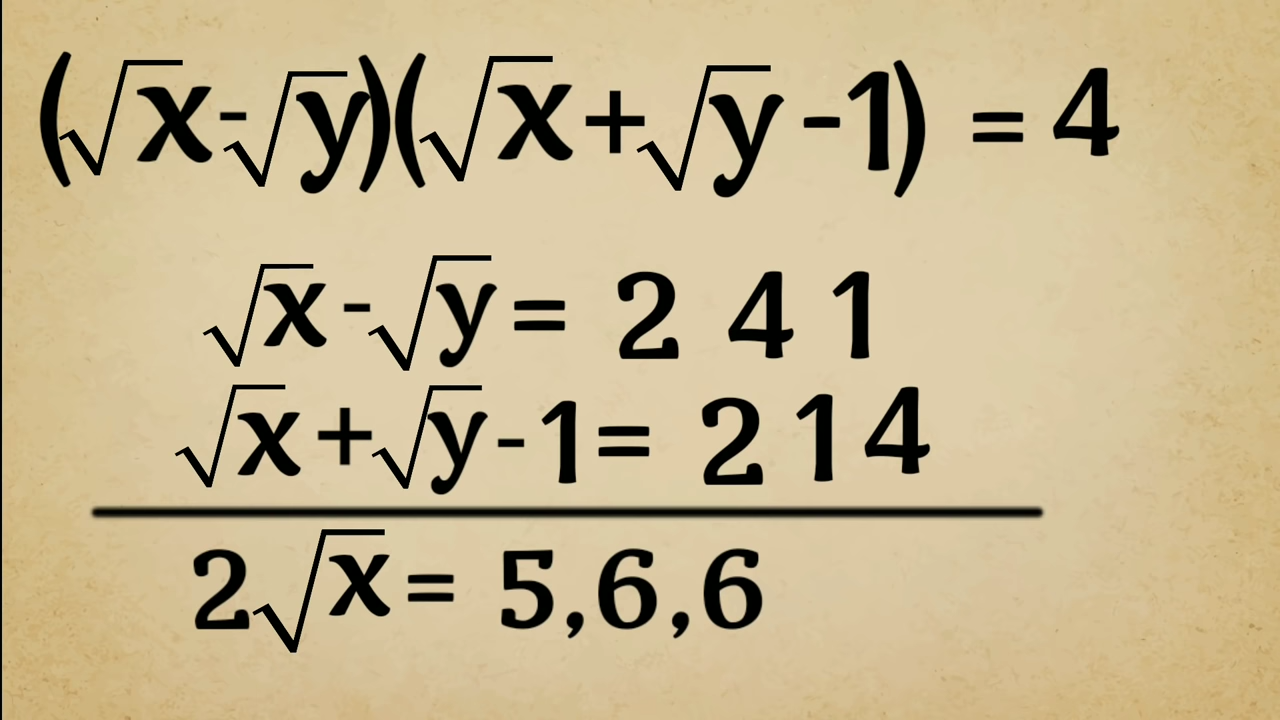 (√x-√y)(√x+√y-1) = 4
√x-√y= 2 4 1
√x+√y-1= 2 1 4
2√x= 5,6,6